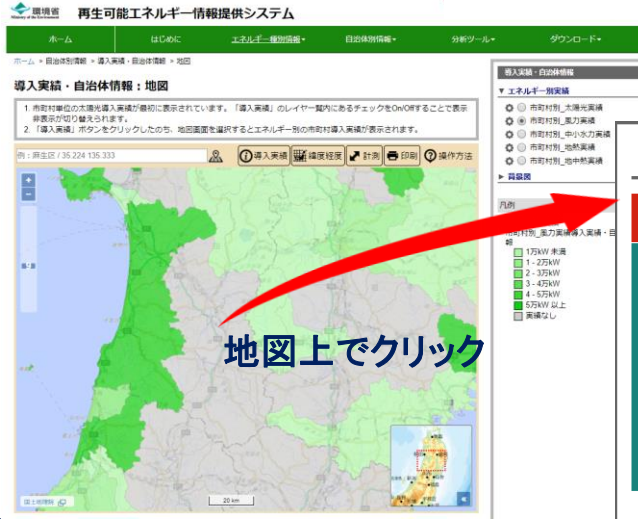 環境省
Ministry of the Environment
再生可能エネルギー情報提供システム
ホーム
はじめに
エネルギー種別情報▾
自治体別情報▾
分析ツール▾
ダウンロード▾
ホーム > 自治体別情報 > 導入実績・自治体情報 > 地図
導入実績・自治体情報：地図
1. 市町村単位の太陽光導入実績が最初に表示されています。「導入実績」のレイヤー一覧内にあるチェックをOn/Offすることで表示
非表示が切り替えられます。
2. 「導入実績」ボタンをクリックしたのち、地図画面を選択するとエネルギー別の市町村導入実績が表示されます。
例：麻生区 / 35.224 135.333
導入実績
緯度経度
計測
印刷
操作方法
導入実績・自治体情報
▼ エネルギー別実績
市町村別_太陽光実績
市町村別_風力実績
市町村別_中小水力実績
市町村別_地熱実績
市町村別_地中熱実績
▶ 背景図
凡例
市町村別_風力実績導入実績・自
報
1万kW 未満
1 - 2万kW
2 - 3万kW
3 - 4万kW
4 - 5万kW
5万kW 以上
実績なし
地図上でクリック
国土地理院
20 km